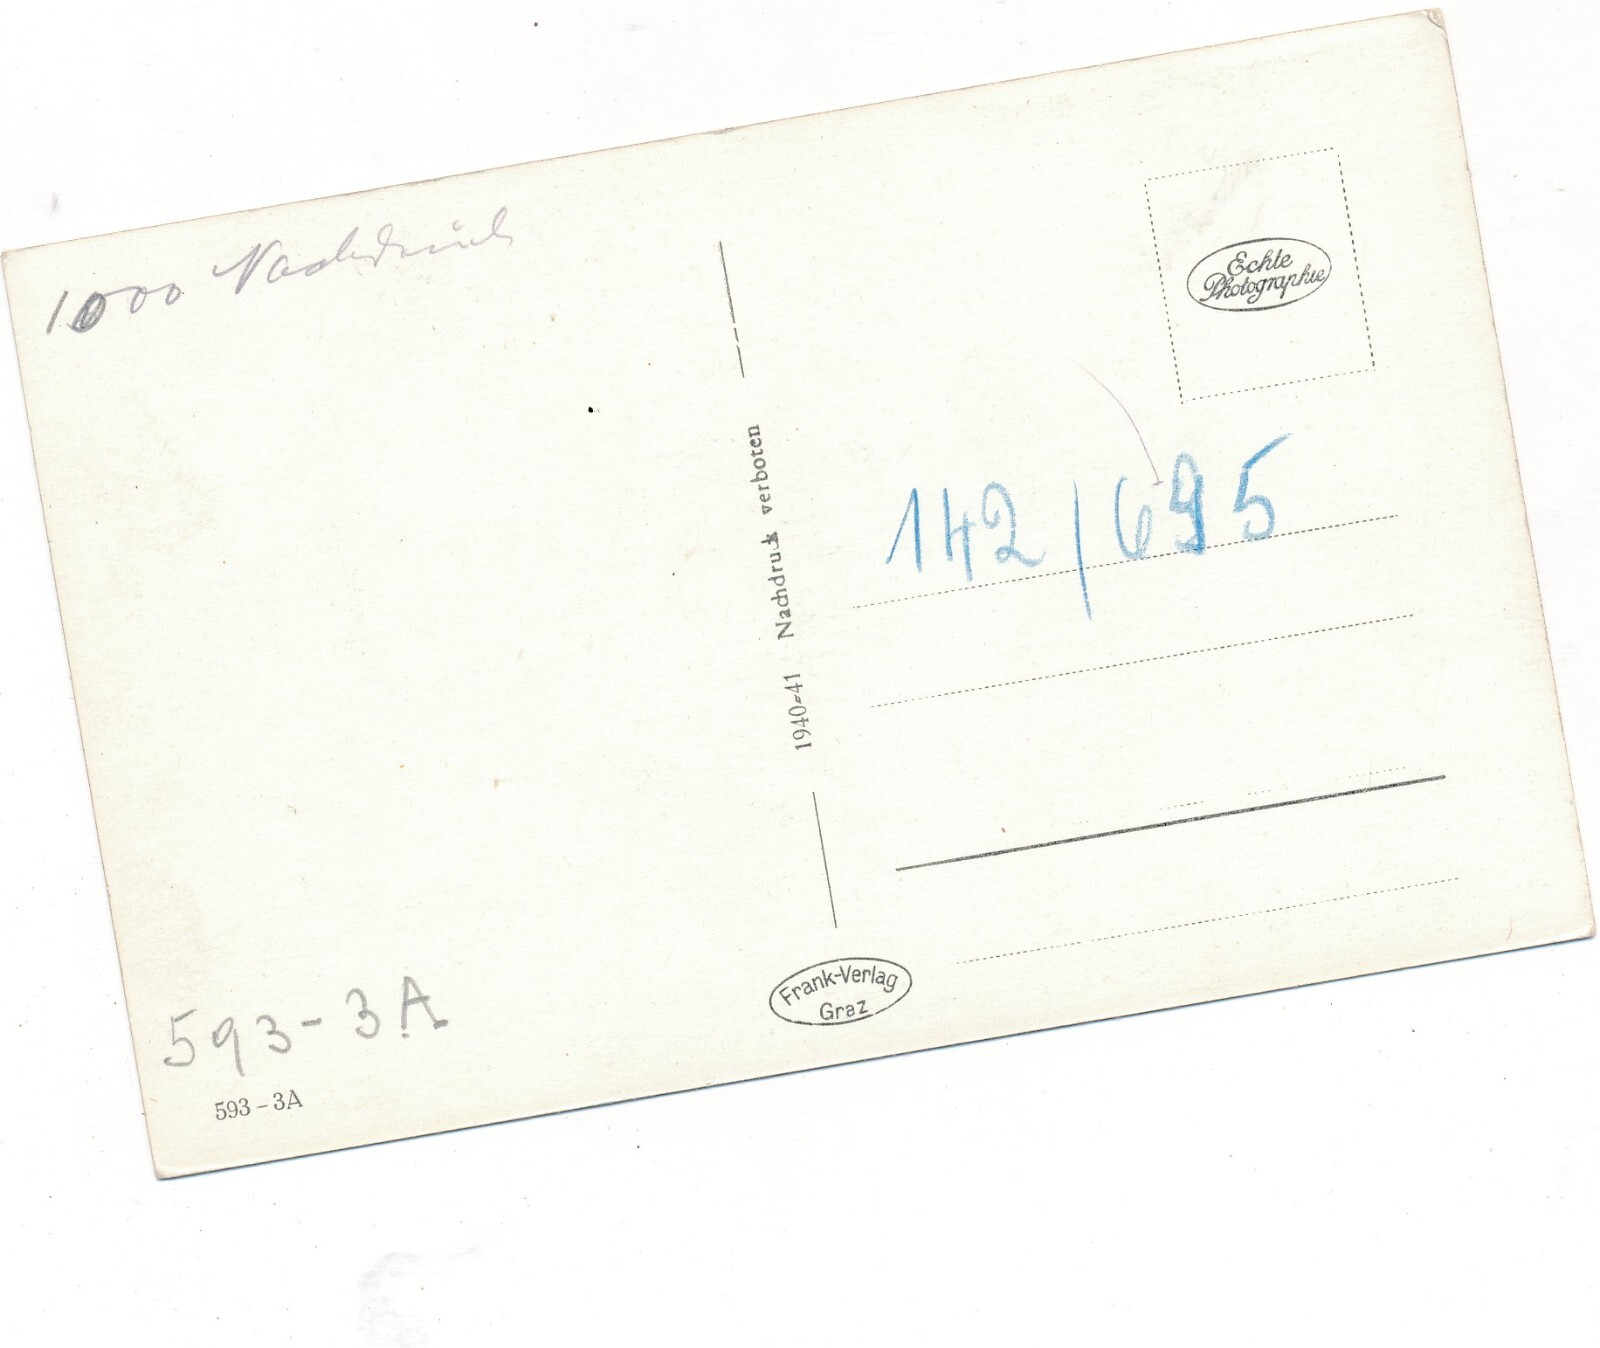 1000 Nachdruck
Echte
Photographie
142/695
1940-41 Nachdruck verboten
Frank-Verlag
Graz
593-3A
593-3A